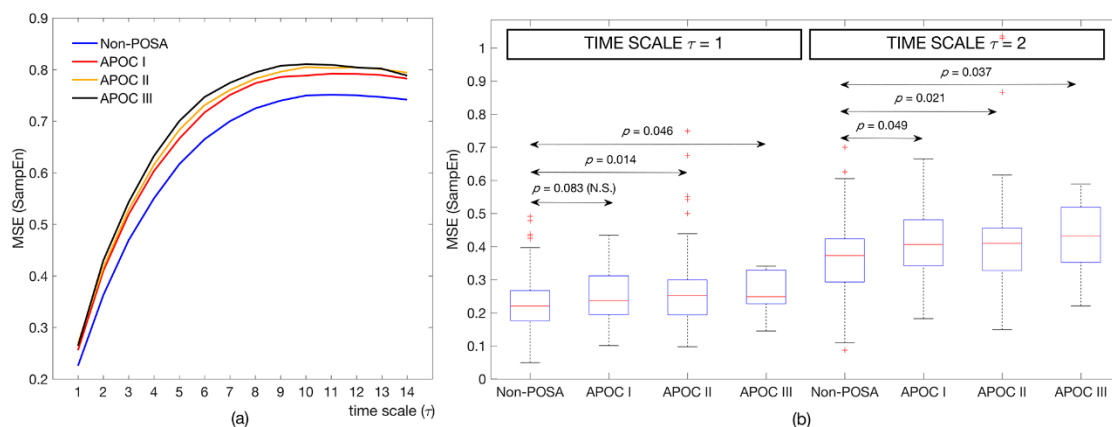 0.9
0.8
0.7
0.6
0.5
0.4
0.3
0.2
MSE (SampEn)
Non-POSA
APOC I
APOC II
APOC III
1 2 3 4 5 6 7 8 9 10 11 12 13 14
time scale (τ)
(a)
1
0.9
0.8
0.7
0.6
0.5
0.4
0.3
0.2
0.1
0
MSE (SampEn)
TIME SCALE τ = 1
TIME SCALE τ = 2
p = 0.046
p = 0.014
p = 0.083 (N.S.)
p = 0.037
p = 0.021
p = 0.049
Non-POSA APOC I APOC II APOC III Non-POSA APOC I APOC II APOC III
(b)